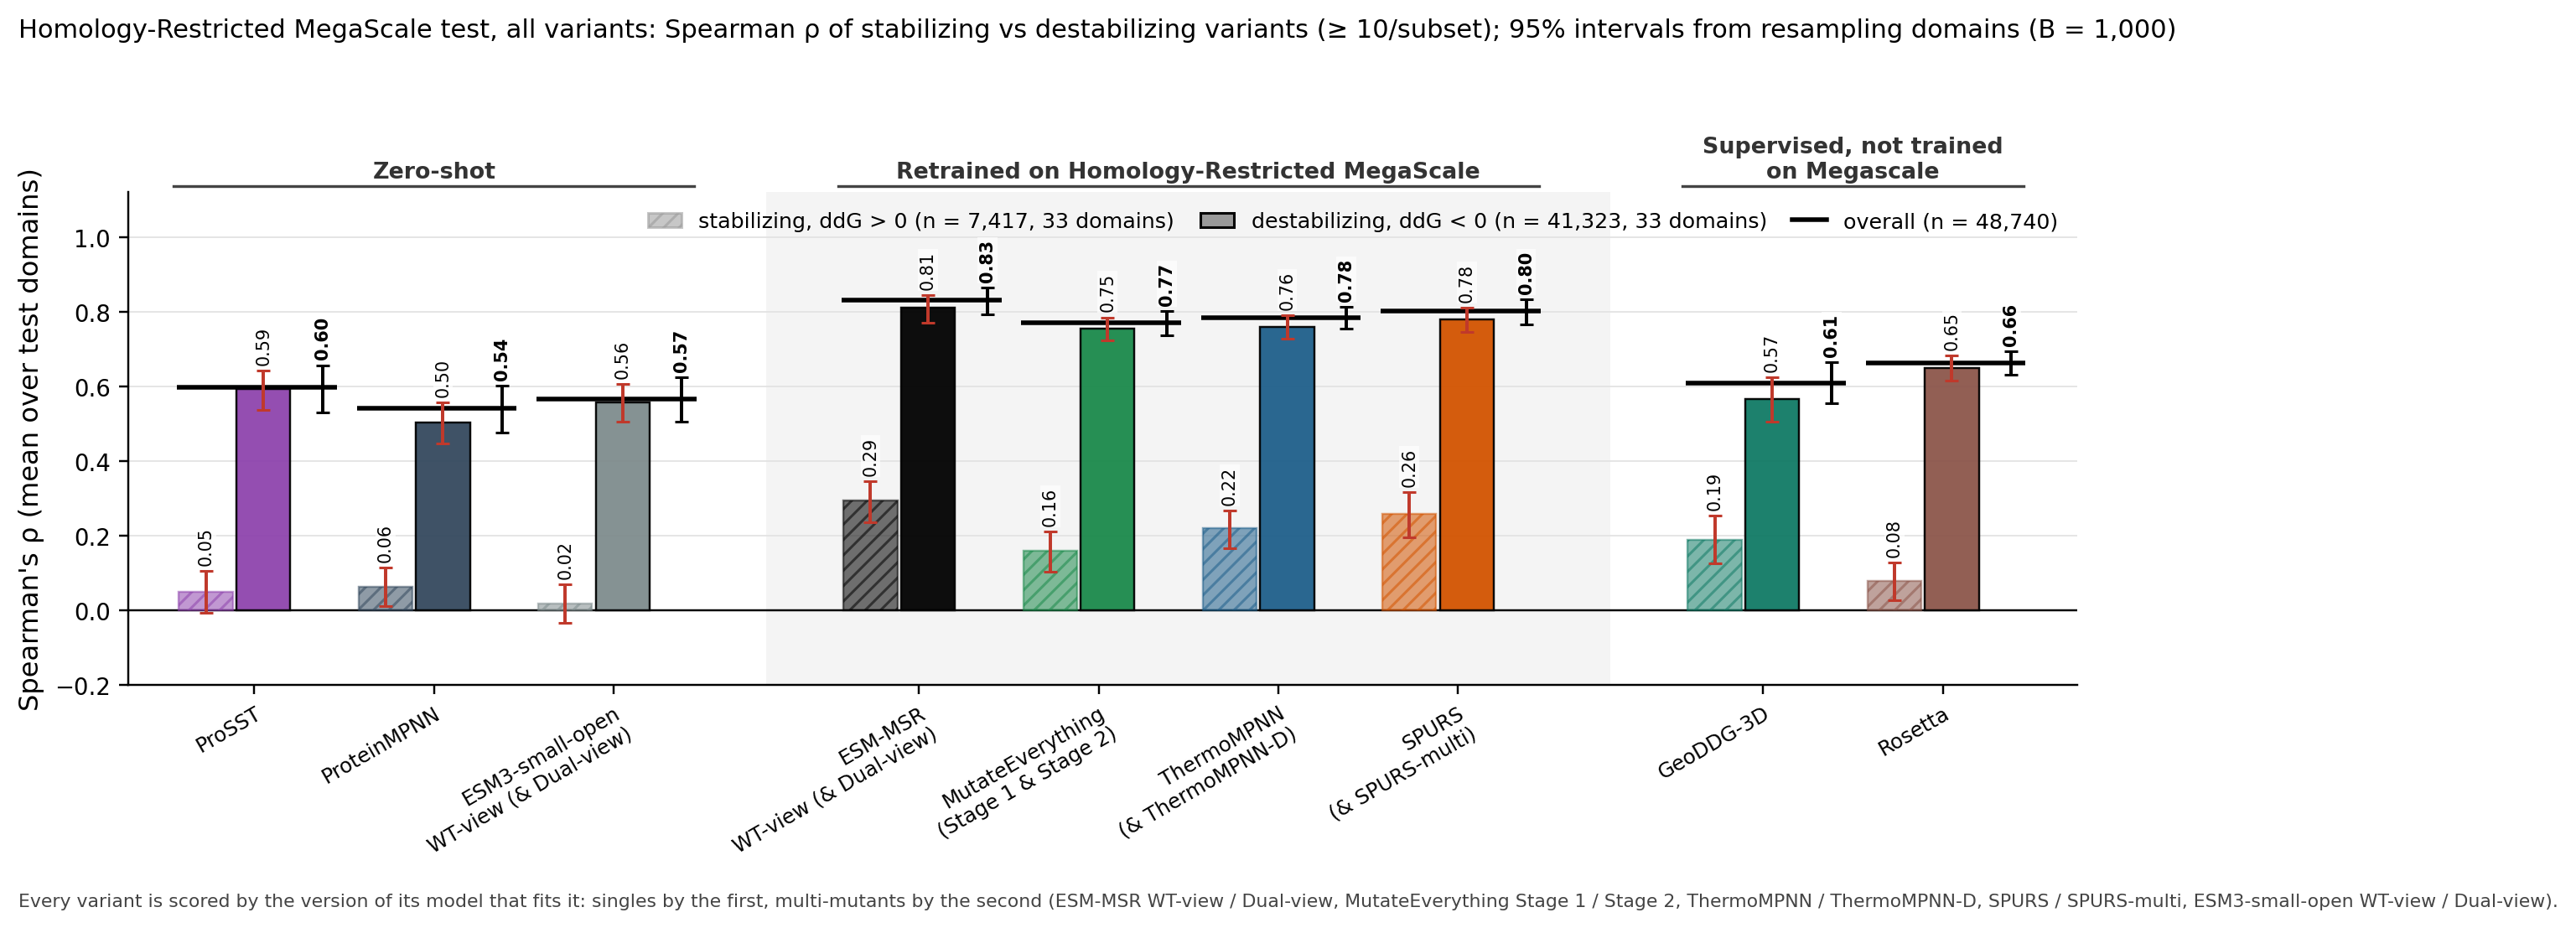 Homology-Restricted MegaScale test, all variants: Spearman ρ of stabilizing vs destabilizing variants (≥ 10/subset); 95% intervals from resampling domains (B = 1,000)
Zero-shot
Retrained on Homology-Restricted MegaScale
Supervised, not trained
on Megascale
stabilizing, ddG > 0 (n = 7,417, 33 domains)
destabilizing, ddG < 0 (n = 41,323, 33 domains)
overall (n = 48,740)
Spearman's ρ (mean over test domains)
1.0
0.8
0.6
0.4
0.2
0.0
−0.2
0.05
0.59
0.60
0.06
0.50
0.54
0.02
0.56
0.57
0.29
0.81
0.83
0.16
0.75
0.77
0.22
0.76
0.78
0.26
0.78
0.80
0.19
0.57
0.61
0.08
0.65
0.66
ProSST
ProteinMPNN
ESM3-small-open
WT-view (& Dual-view)
ESM-MSR
WT-view (& Dual-view)
MutateEverything
(Stage 1 & Stage 2)
ThermoMPNN
(& ThermoMPNN-D)
SPURS
(& SPURS-multi)
GeoDDG-3D
Rosetta
Every variant is scored by the version of its model that fits it: singles by the first, multi-mutants by the second (ESM-MSR WT-view / Dual-view, MutateEverything Stage 1 / Stage 2, ThermoMPNN / ThermoMPNN-D, SPURS / SPURS-multi, ESM3-small-open WT-view / Dual-view).